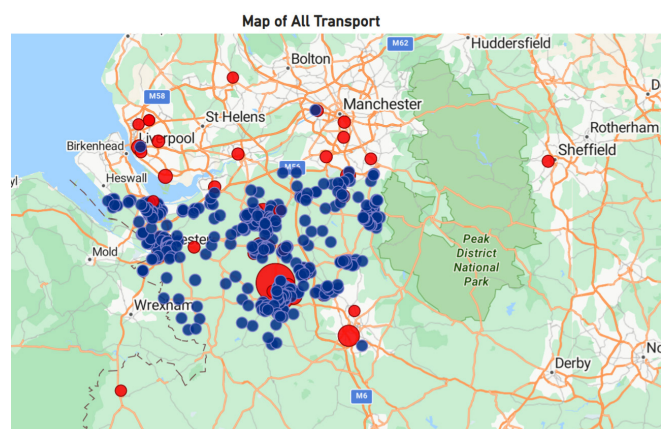 Map of All Transport
M62
Huddersfield
Bolton
M58
Manchester
St Helens
Rotherham
Liverpool
Birkenhead
Sheffield
M56
Heswall
Peak
District
National
Park
Mold
Wrexham
Derby
M6